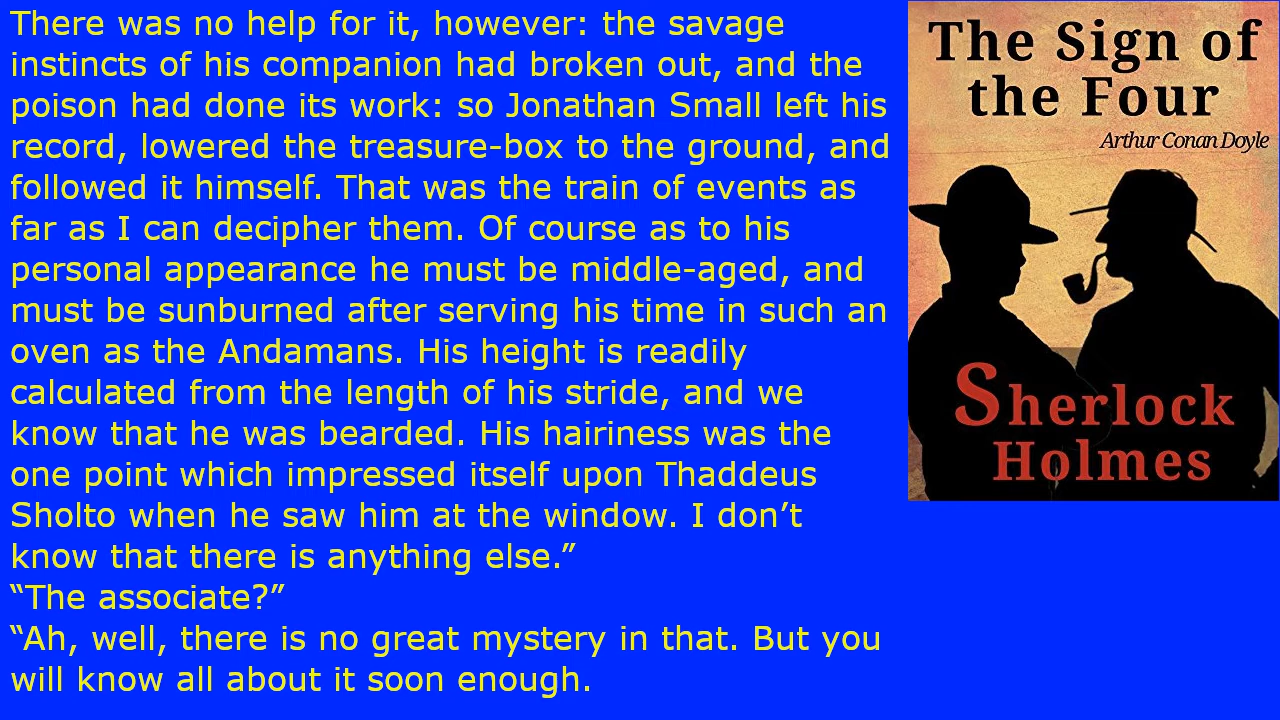 There was no help for it, however: the savage
instincts of his companion had broken out, and the
poison had done its work: so Jonathan Small left his
record, lowered the treasure-box to the ground, and
followed it himself. That was the train of events as
far as I can decipher them. Of course as to his
personal appearance he must be middle-aged, and
must be sunburned after serving his time in such an
oven as the Andamans. His height is readily
calculated from the length of his stride, and we
know that he was bearded. His hairiness was the
one point which impressed itself upon Thaddeus
Sholto when he saw him at the window. I don’t
know that there is anything else.”
“The associate?”
“Ah, well, there is no great mystery in that. But you
will know all about it soon enough.
The Sign of
the Four
Arthur Conan Doyle
Sherlock
Holmes